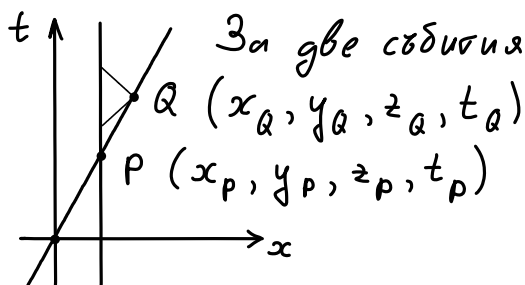 t
За две събития
Q (x_Q, y_Q, z_Q, t_Q)
P (x_P, y_P, z_P, t_P)
x